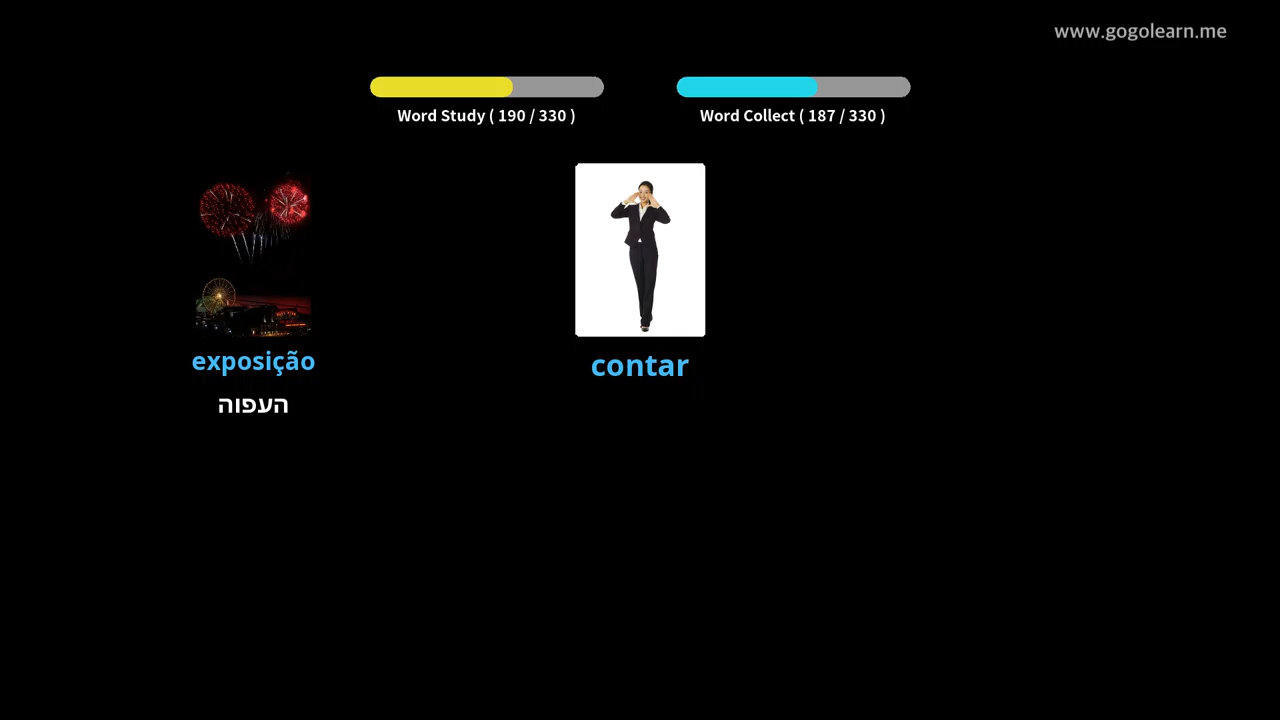 www.gogolearn.me
Word Study ( 190 / 330 )
Word Collect ( 187 / 330 )
exposição
העפוה
contar